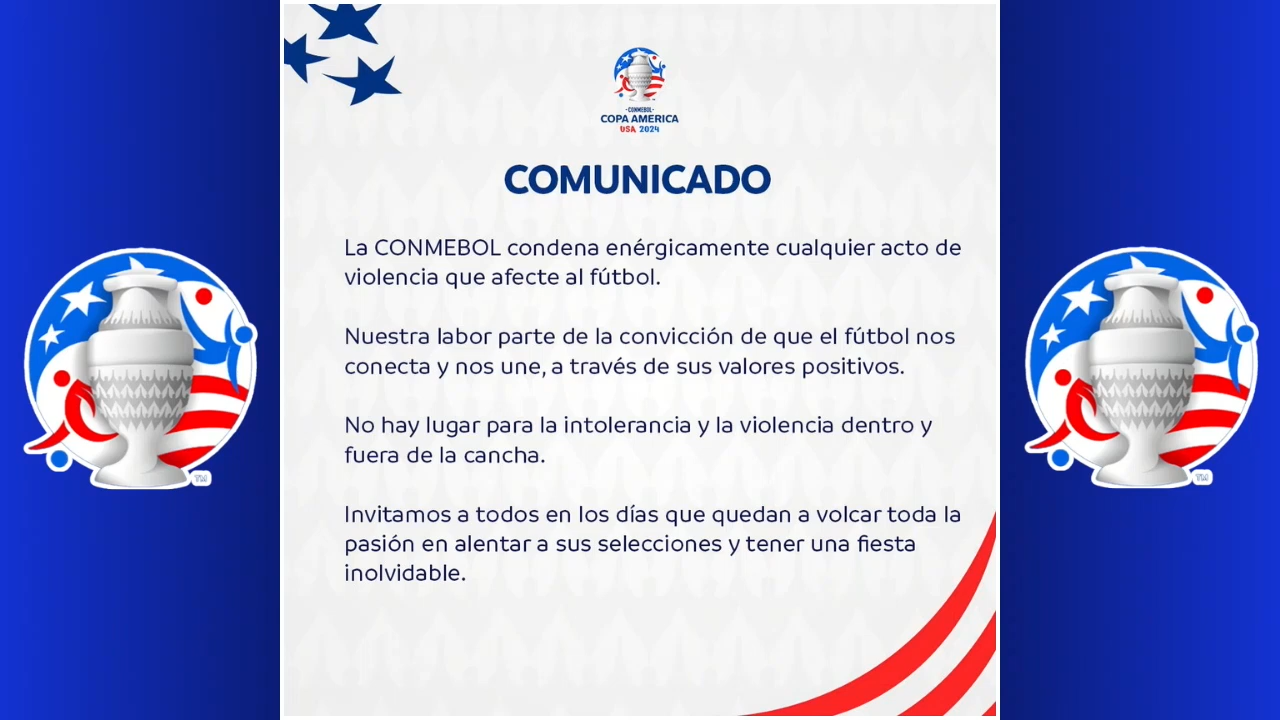 ·CONMEBOL·
COPA AMERICA
USA 2024
COMUNICADO
La CONMEBOL condena enérgicamente cualquier acto de
violencia que afecte al fútbol.
Nuestra labor parte de la convicción de que el fútbol nos
conecta y nos une, a través de sus valores positivos.
No hay lugar para la intolerancia y la violencia dentro y
fuera de la cancha.
Invitamos a todos en los días que quedan a volcar toda la
pasión en alentar a sus selecciones y tener una fiesta
inolvidable.
TM
TM